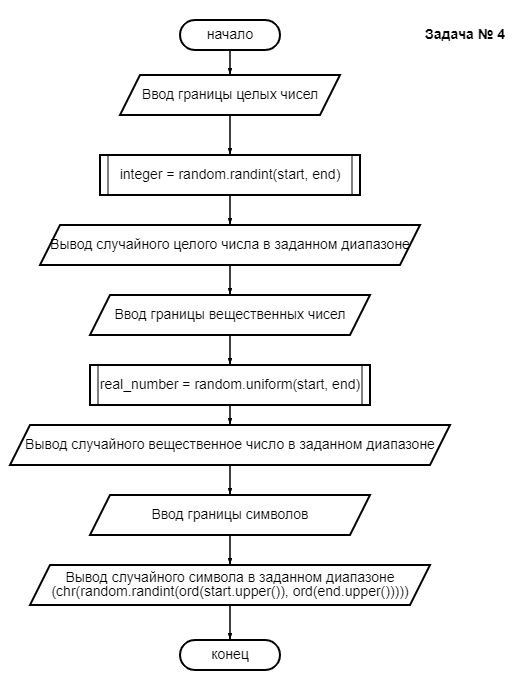 начало
Задача № 4
Ввод границы целых чисел
integer = random.randint(start, end)
Вывод случайного целого числа в заданном диапазоне
Ввод границы вещественных чисел
real_number = random.uniform(start, end)
Вывод случайного вещественное число в заданном диапазоне
Ввод границы символов
Вывод случайного символа в заданном диапазоне
(chr(random.randint(ord(start.upper()), ord(end.upper()))))
конец